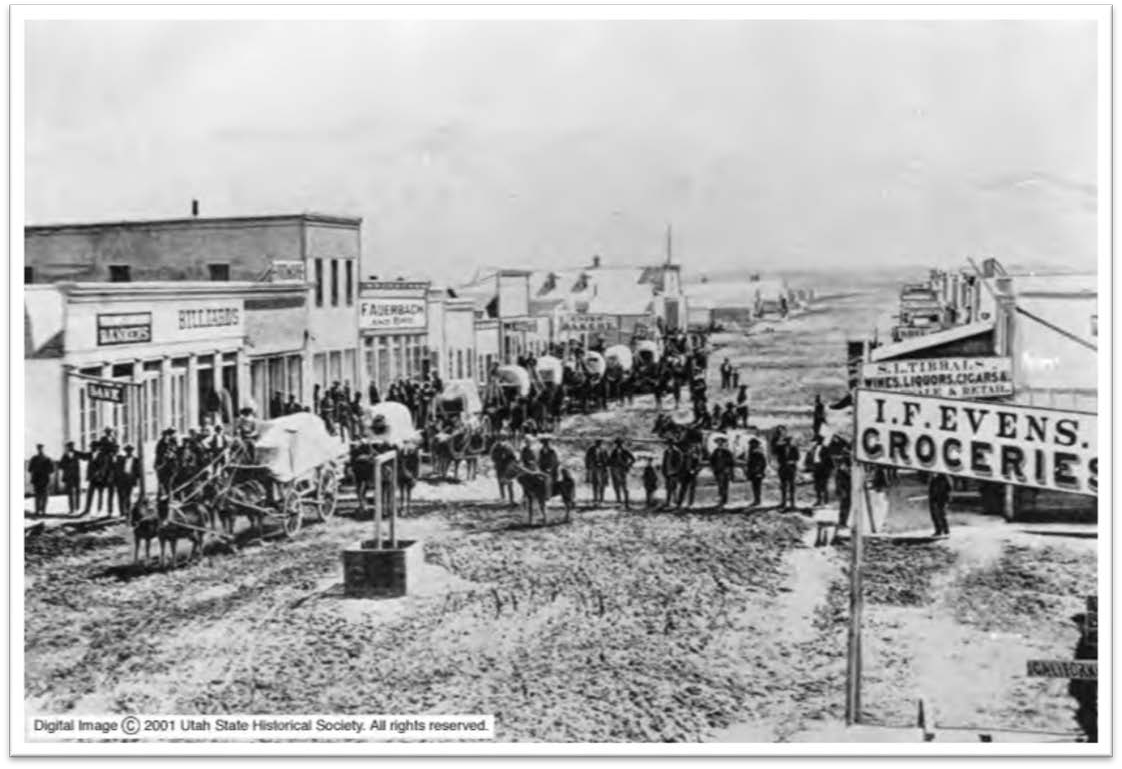 BANKERS
BILLIARDS
BANK
F. AUERBACH
AND BRO.
BAKERY
S. I. TIBBALS.
WINES, LIQUORS, CIGARS &
& RETAIL.
I. F. EVENS.
GROCERIES
Digital Image © 2001 Utah State Historical Society. All rights reserved.